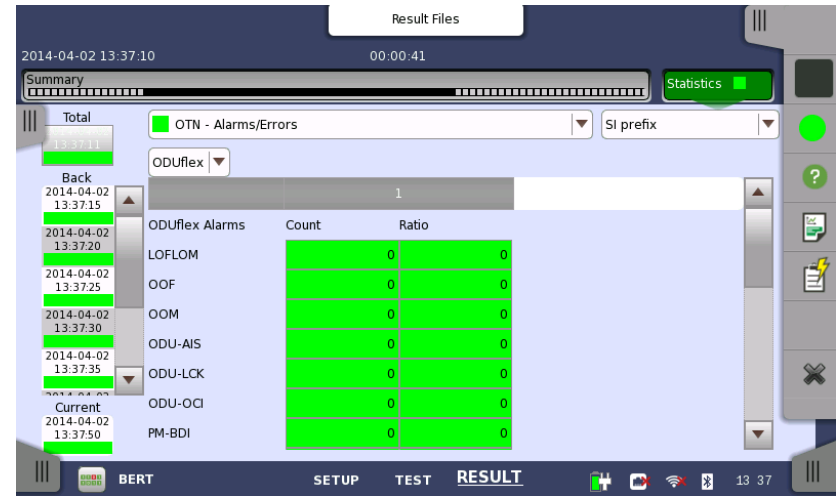 Result Files
2014-04-02 13:37:10
00:00:41
Summary
Statistics
Total
13:37:11
OTN - Alarms/Errors
SI prefix
ODUflex
Back
2014-04-02
13:37:15
2014-04-02
13:37:20
2014-04-02
13:37:25
2014-04-02
13:37:30
2014-04-02
13:37:35
Current
2014-04-02
13:37:50
1
ODUflex Alarms Count Ratio
LOFLOM 0 0
OOF 0 0
OOM 0 0
ODU-AIS 0 0
ODU-LCK 0 0
ODU-OCI 0 0
PM-BDI 0 0
?
BERT
SETUP TEST RESULT
13 37